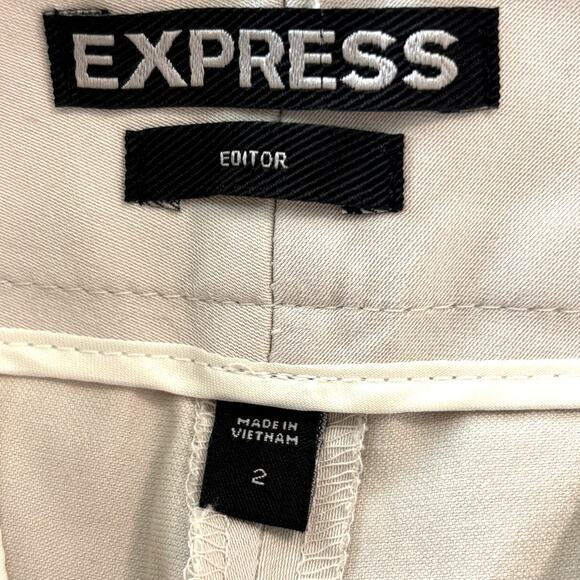 EXPRESS
EDITOR
MADE IN
VIETNAM
2